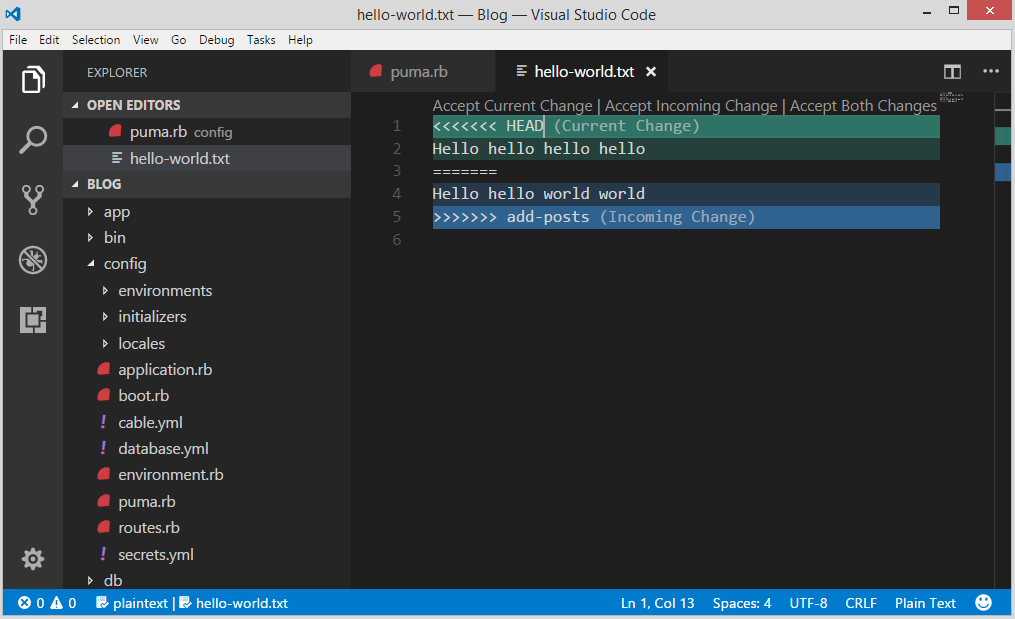 hello-world.txt — Blog — Visual Studio Code
File Edit Selection View Go Debug Tasks Help
EXPLORER
OPEN EDITORS
puma.rb config
hello-world.txt
BLOG
app
bin
config
environments
initializers
locales
application.rb
boot.rb
cable.yml
database.yml
environment.rb
puma.rb
routes.rb
secrets.yml
db
puma.rb
hello-world.txt
Accept Current Change | Accept Incoming Change | Accept Both Changes
1 <<<<<<< HEAD (Current Change)
2 Hello hello hello hello
3 =======
4 Hello hello world world
5 >>>>>>> add-posts (Incoming Change)
6
0 0 plaintext | hello-world.txt Ln 1, Col 13 Spaces: 4 UTF-8 CRLF Plain Text